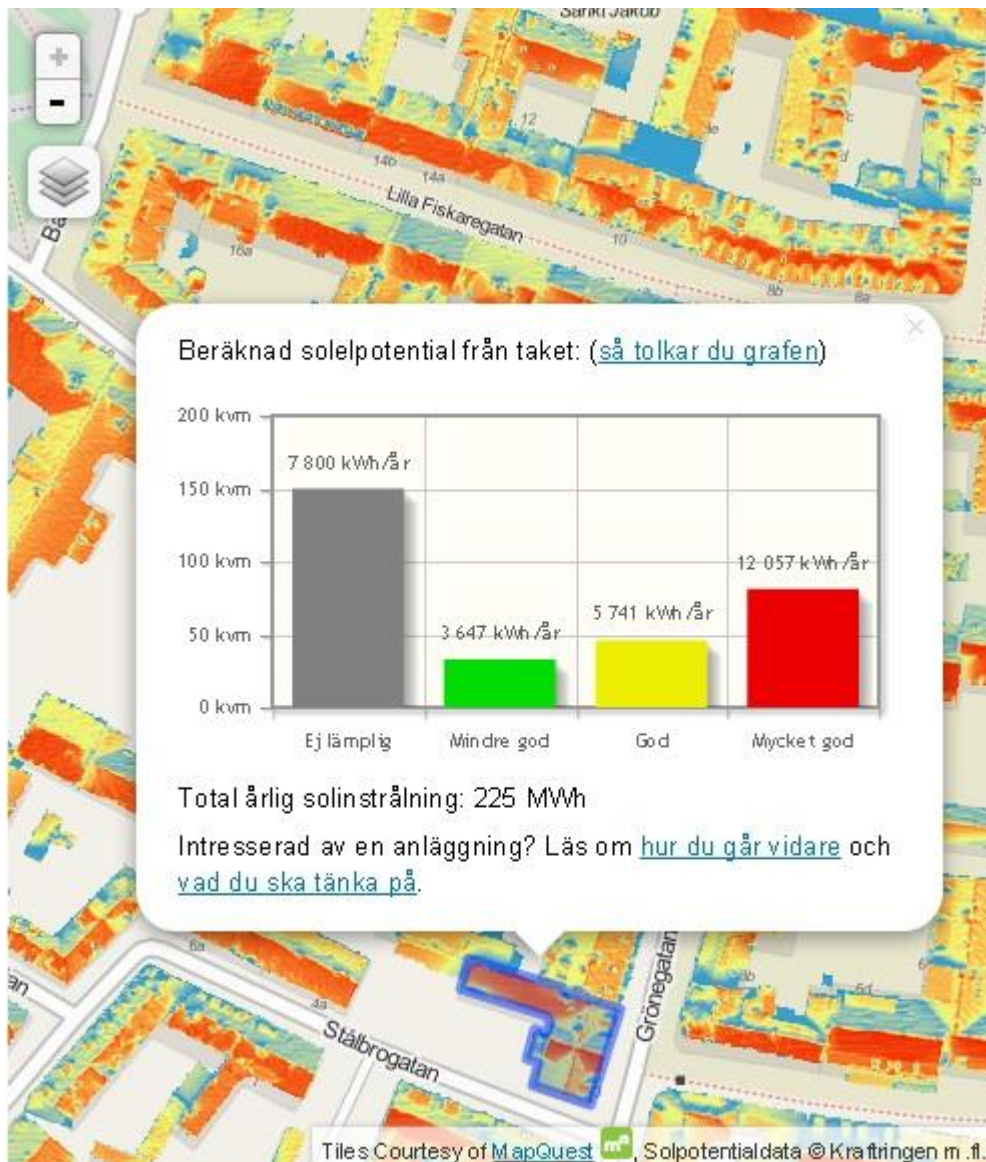 Sankt Jakob
+
-
12
14b
14a
Lilla Fiskaregatan
16a
10
8b
8a
Beräknad solelpotential från taket: (så tolkar du grafen)
200 kvm
7 800 kWh/år
150 kvm
100 kvm
12 057 kWh/år
5 741 kWh/år
50 kvm
3 647 kWh/år
0 kvm
Ej lämplig
Mindre god
God
Mycket god
Total årlig solinstrålning: 225 MWh
Intresserad av en anläggning? Läs om hur du går vidare och
vad du ska tänka på.
6a
4a
Stålbrogatan
Grönegatan
Tiles Courtesy of MapQuest , Solpotentialdata © Kraftringen m.fl.